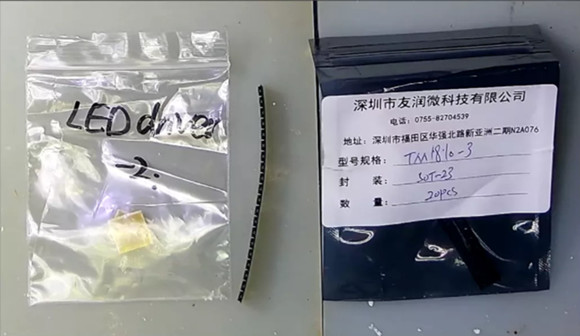 LED driver
-2.
深圳市友润微科技有限公司
电话：0755-82704539
地址：深圳市福田区华强北路新亚洲二期N2A076
型号规格：TM1810-3
封 装：SOT-23
数 量：20PCS